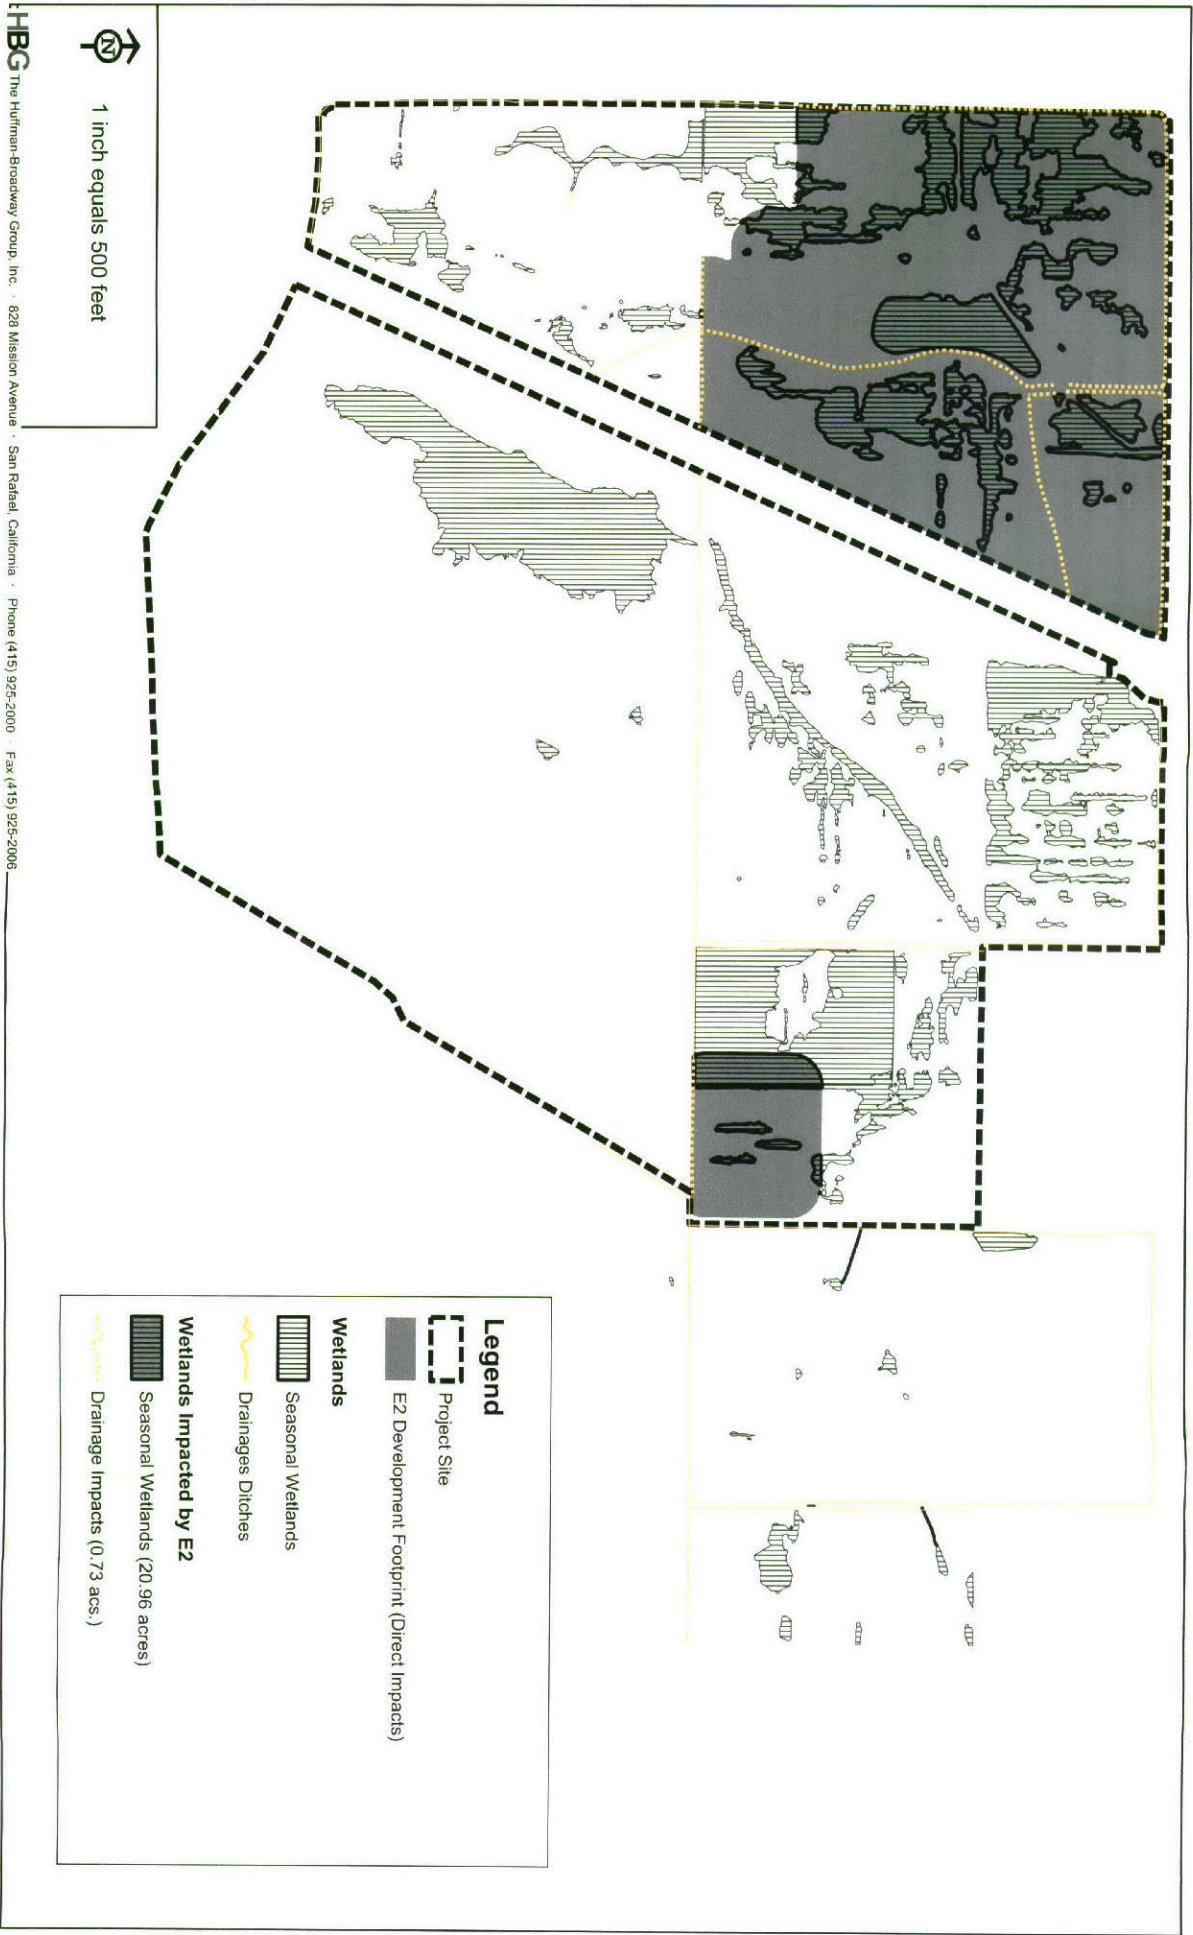 N
1 inch equals 500 feet
HBG The Huffman-Broadway Group, Inc. · 828 Mission Avenue · San Rafael, California · Phone (415) 925-2000 · Fax (415) 925-2006
Legend
Project Site
E2 Development Footprint (Direct Impacts)
Wetlands
Seasonal Wetlands
Drainages Ditches
Wetlands Impacted by E2
Seasonal Wetlands (20.96 acres)
Drainage Impacts (0.73 acs.)